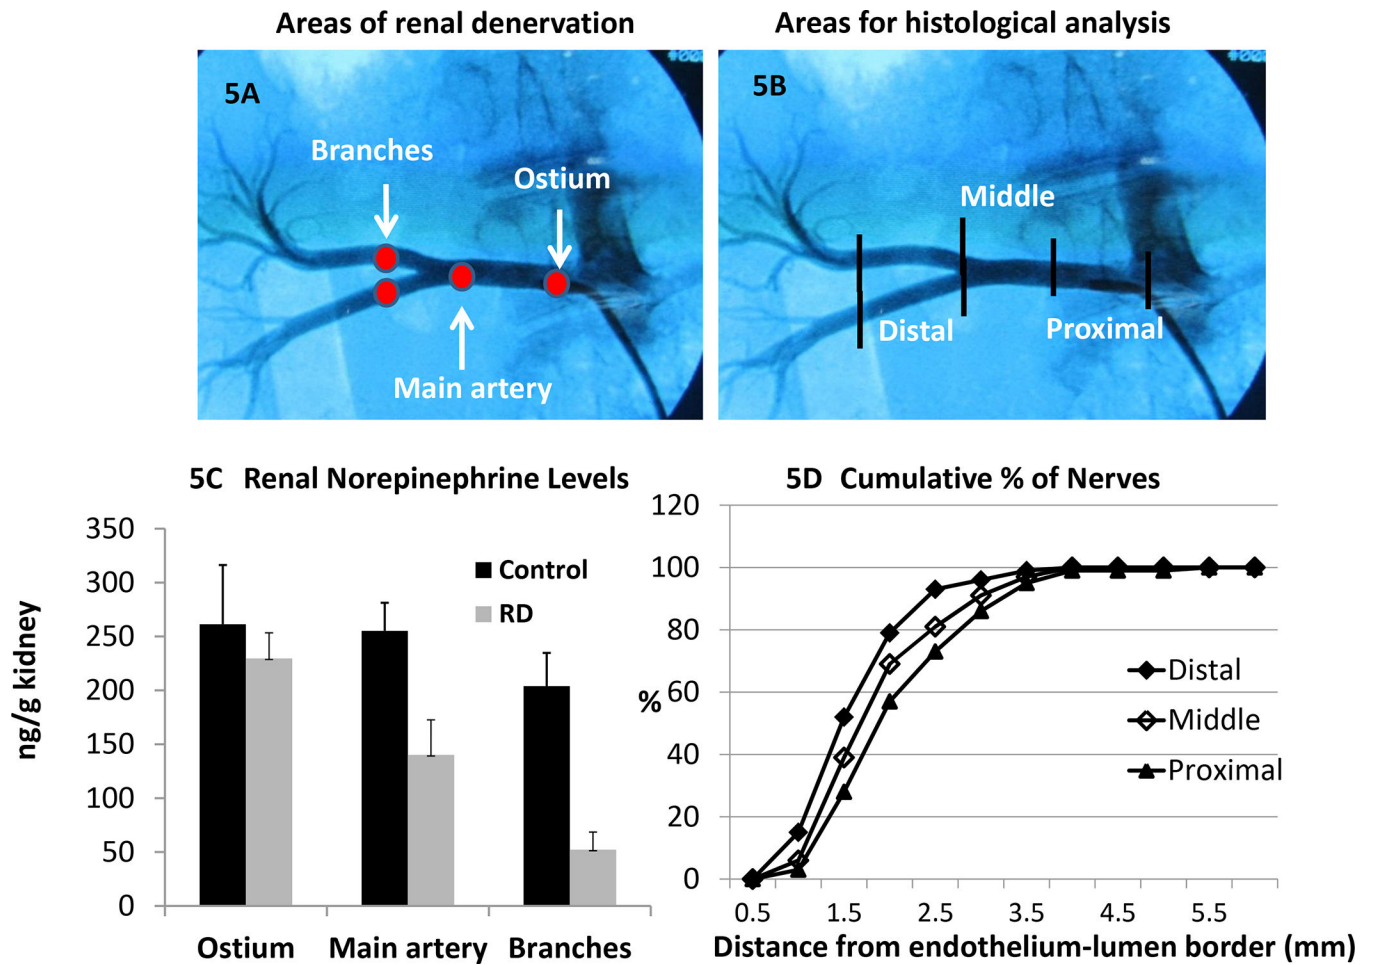 Areas of renal denervation
Areas for histological analysis
5A
Branches
Ostium
Main artery
5B
Middle
Distal
Proximal
5C Renal Norepinephrine Levels
350
300
250
200
150
100
50
0
ng/g kidney
Control
RD
Ostium
Main artery
Branches
5D Cumulative % of Nerves
120
100
80
60
40
20
0
%
Distal
Middle
Proximal
0.5 1.5 2.5 3.5 4.5 5.5
Distance from endothelium-lumen border (mm)